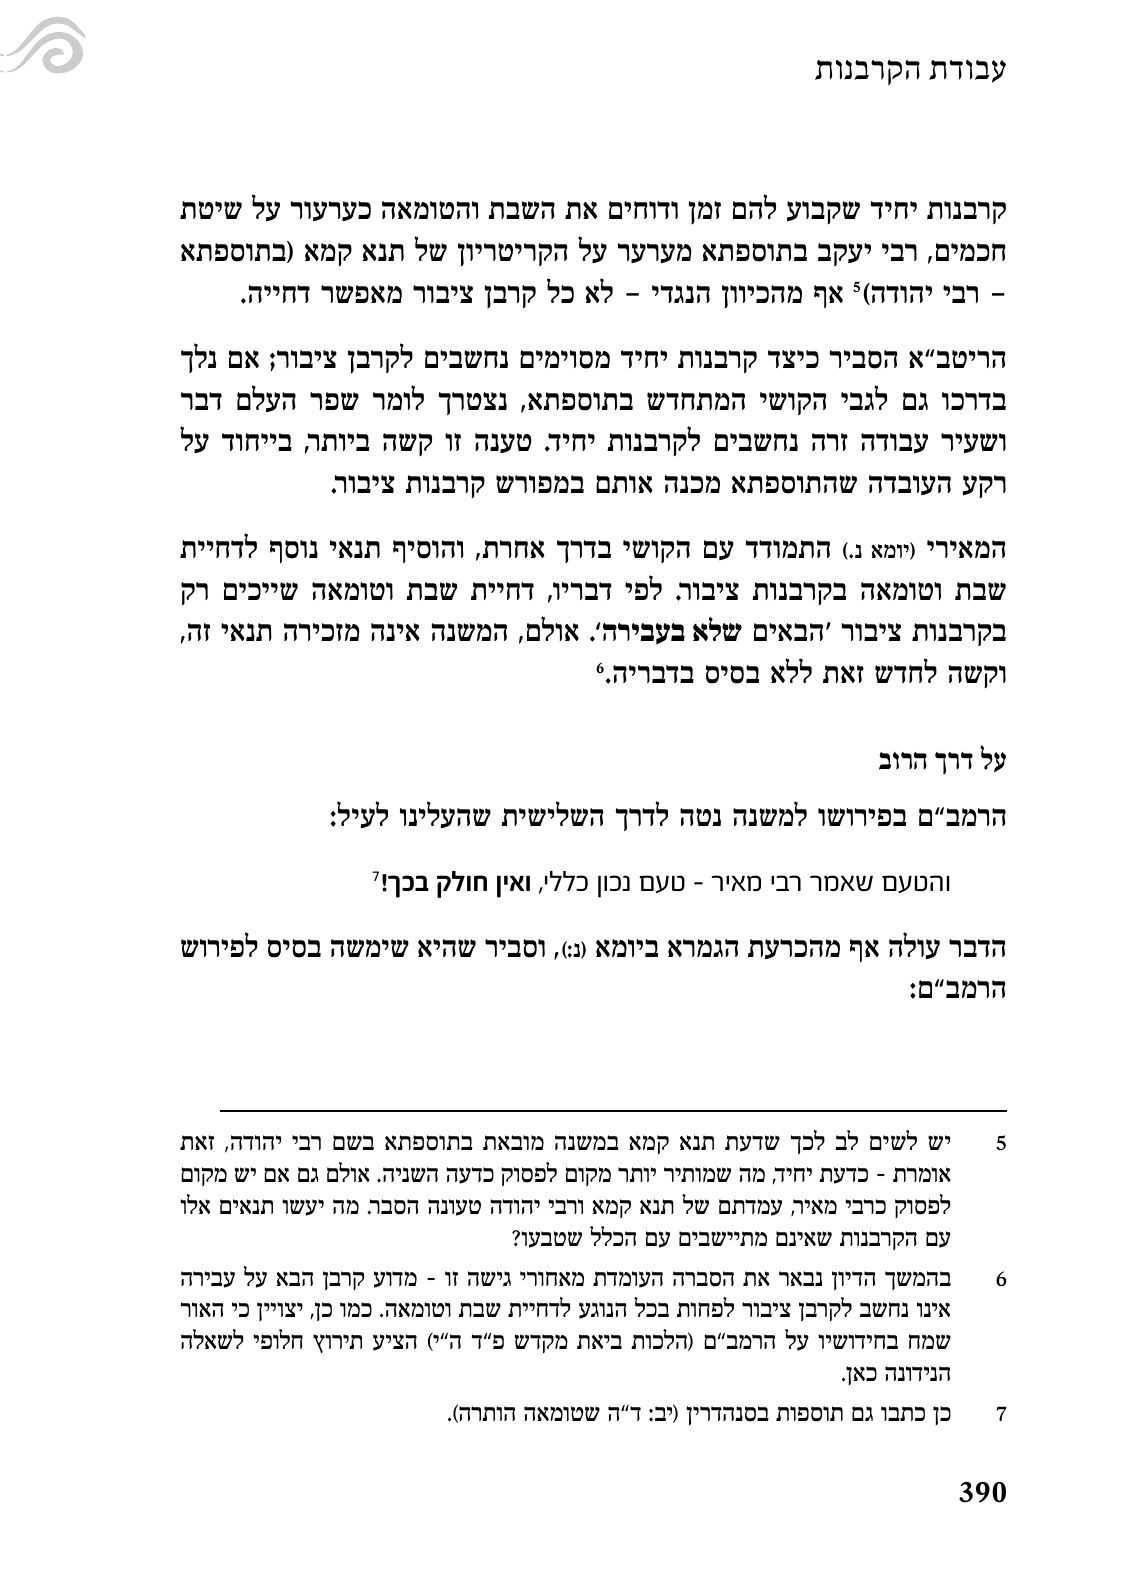 עבודת הקרבנות
קרבנות יחיד שקבוע להם זמן ודוחים את השבת והטומאה כערעור על שיטת
חכמים, רבי יעקב בתוספתא מערער על הקריטריון של תנא קמא (בתוספתא
– רבי יהודה)⁵ אף מהכיוון הנגדי – לא כל קרבן ציבור מאפשר דחייה.
הריטב"א הסביר כיצד קרבנות יחיד מסוימים נחשבים לקרבן ציבור; אם נלך
בדרכו גם לגבי הקושי המתחדש בתוספתא, נצטרך לומר שפר העלם דבר
ושעיר עבודה זרה נחשבים לקרבנות יחיד. טענה זו קשה ביותר, בייחוד על
רקע העובדה שהתוספתא מכנה אותם במפורש קרבנות ציבור.
המאירי (יומא נ.) התמודד עם הקושי בדרך אחרת, והוסיף תנאי נוסף לדחיית
שבת וטומאה בקרבנות ציבור. לפי דבריו, דחיית שבת וטומאה שייכים רק
בקרבנות ציבור 'הבאים שלא בעבירה'. אולם, המשנה אינה מזכירה תנאי זה,
וקשה לחדש זאת ללא בסיס בדבריה.⁶
על דרך הרוב
הרמב"ם בפירושו למשנה נטה לדרך השלישית שהעלינו לעיל:
והטעם שאמר רבי מאיר - טעם נכון כללי, ואין חולק בכך!⁷
הדבר עולה אף מהכרעת הגמרא ביומא (נ:), וסביר שהיא שימשה בסיס לפירוש
הרמב"ם:
5 יש לשים לב לכך שדעת תנא קמא במשנה מובאת בתוספתא בשם רבי יהודה, זאת
אומרת - כדעת יחיד, מה שמותיר יותר מקום לפסוק כדעה השניה. אולם גם אם יש מקום
לפסוק כרבי מאיר, עמדתם של תנא קמא ורבי יהודה טעונה הסבר. מה יעשו תנאים אלו
עם הקרבנות שאינם מתיישבים עם הכלל שטבעו?
6 בהמשך הדיון נבאר את הסברה העומדת מאחורי גישה זו - מדוע קרבן הבא על עבירה
אינו נחשב לקרבן ציבור לפחות בכל הנוגע לדחיית שבת וטומאה. כמו כן, יצויין כי האור
שמח בחידושיו על הרמב"ם (הלכות ביאת מקדש פ"ד ה"י) הציע תירוץ חלופי לשאלה
הנידונה כאן.
7 כן כתבו גם תוספות בסנהדרין (יב: ד"ה שטומאה הותרה).
390